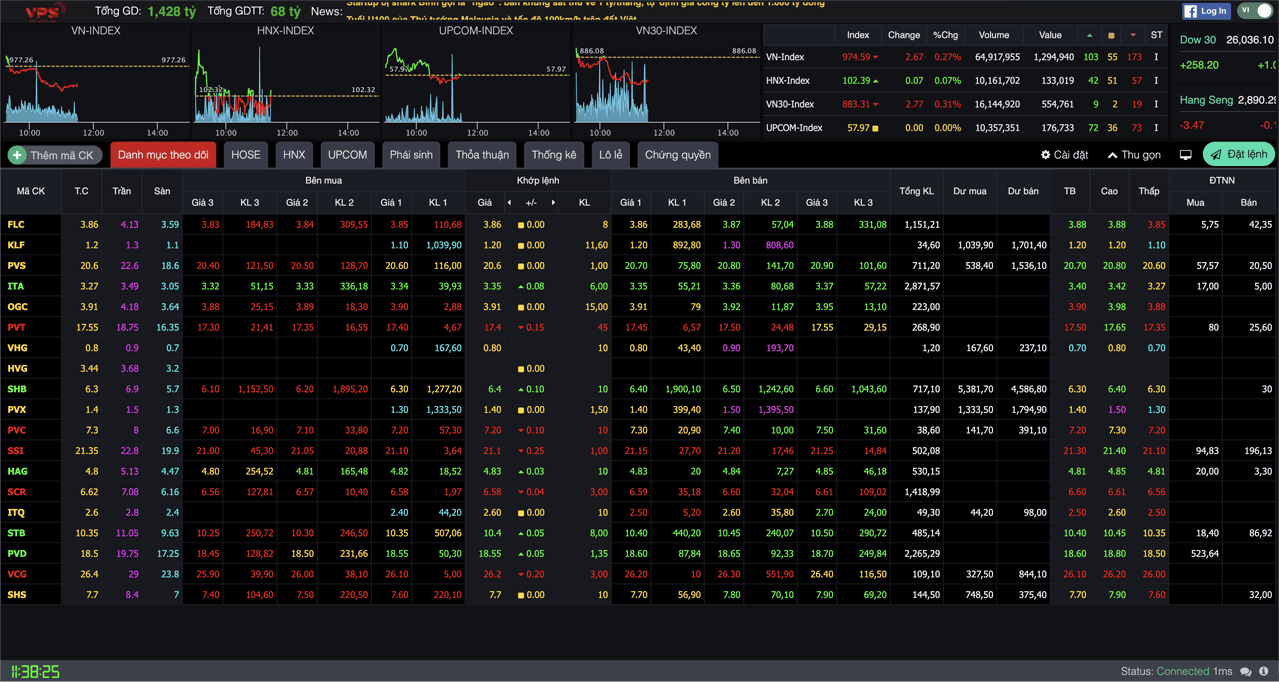 VPS Tổng GD: 1,428 tỷ Tổng GDTT: 68 tỷ News: Log In VI
VN-INDEX HNX-INDEX UPCOM-INDEX VN30-INDEX
977.26 977.26
102.32 102.32
57.97 57.97
886.08 886.08
10:00 12:00 14:00 10:00 12:00 14:00 10:00 12:00 14:00 10:00 12:00 14:00
Index Change %Chg Volume Value ST
VN-Index 974.59 2.67 0.27% 64,917,955 1,294,940 103 55 173 I
HNX-Index 102.39 0.07 0.07% 10,161,702 133,019 42 51 57 I
VN30-Index 883.31 2.77 0.31% 16,144,920 554,761 9 2 19 I
UPCOM-Index 57.97 0.00 0.00% 10,357,351 176,733 72 36 73 I
Dow 30 26,036.10
+258.20
Hang Seng
-3.47
Thêm mã CK Danh mục theo dõi HOSE HNX UPCOM Phái sinh Thỏa thuận Thống kê Lô lẻ Chứng quyền Cài đặt Thu gọn Đặt lệnh
Mã CK T.C Trần Sàn Bên mua Khớp lệnh Bên bán Tổng KL Dư mua Dư bán TB Cao Thấp ĐTNN
Giá 3 KL 3 Giá 2 KL 2 Giá 1 KL 1 Giá +/- KL Giá 1 KL 1 Giá 2 KL 2 Giá 3 KL 3 Mua Bán
FLC 3.86 4.13 3.59 3.83 184,83 3.84 309,55 3.85 110,68 3.86 0.00 8 3.86 283,68 3.87 57,04 3.88 331,08 1,151,21 3.88 3.88 3.85 5,75 42,35
KLF 1.2 1.3 1.1 1.10 1,039,90 1.20 0.00 11,60 1.20 892,80 1.30 808,60 34,60 1,039,90 1,701,40 1.20 1.20 1.10
PVS 20.6 22.6 18.6 20.40 121,50 20.50 128,70 20.60 116,00 20.6 0.00 1,00 20.70 75,80 20.80 141,70 20.90 101,60 711,20 538,40 1,536,10 20.70 20.80 20.60 57,57 20,50
ITA 3.27 3.49 3.05 3.32 51,15 3.33 336,18 3.34 39,93 3.35 0.08 6,00 3.35 55,21 3.36 80,68 3.37 57,22 2,871,57 3.40 3.42 3.27 17,00 5,00
OGC 3.91 4.18 3.64 3.88 25,15 3.89 18,30 3.90 2,88 3.91 0.00 15,00 3.91 79 3.92 11,87 3.95 13,10 223,00 3.90 3.98 3.88
PVT 17.55 18.75 16.35 17.30 21,41 17.35 16,55 17.40 4,67 17.4 0.15 45 17.45 6,57 17.50 24,48 17.55 29,15 268,90 17.50 17.65 17.35 80 25,60
VHG 0.8 0.9 0.7 0.70 167,60 0.80 10 0.80 43,40 0.90 193,70 1,20 167,60 237,10 0.70 0.80 0.70
HVG 3.44 3.68 3.2 0.00
SHB 6.3 6.9 5.7 6.10 1,152,50 6.20 1,895,20 6.30 1,277,20 6.4 0.10 10 6.40 1,900,10 6.50 1,242,60 6.60 1,043,60 717,10 5,381,70 4,586,80 6.30 6.40 6.30 30
PVX 1.4 1.5 1.3 1.30 1,333,50 1.40 0.00 1,50 1.40 399,40 1.50 1,395,50 137,90 1,333,50 1,794,90 1.40 1.50 1.30
PVC 7.3 8 6.6 7.00 16,90 7.10 33,80 7.20 57,30 7.20 0.10 10 7.30 20,90 7.40 10,00 7.50 31,60 38,60 141,70 391,10 7.20 7.30 7.20
SSI 21.35 22.8 19.9 21.00 45,30 21.05 20,88 21.10 3,64 21.1 0.25 1,00 21.15 27,70 21.20 17,46 21.25 14,84 502,08 21.30 21.40 21.10 94,83 196,13
HAG 4.8 5.13 4.47 4.80 254,52 4.81 165,48 4.82 18,52 4.83 0.03 10 4.83 20 4.84 7,27 4.85 46,18 530,15 4.81 4.85 4.81 20,00 3,30
SCR 6.62 7.08 6.16 6.56 127,81 6.57 10,40 6.58 1,97 6.58 0.04 3,00 6.59 35,18 6.60 32,04 6.61 109,02 1,418,99 6.60 6.61 6.56
ITQ 2.6 2.8 2.4 2.40 44,20 2.60 0.00 10 2.50 5,20 2.60 35,80 2.70 24,00 49,30 44,20 98,00 2.50 2.60 2.50
STB 10.35 11.05 9.63 10.25 250,72 10.30 246,50 10.35 507,06 10.4 0.05 8,00 10.40 440,20 10.45 240,07 10.50 290,72 485,14 10.40 10.45 10.35 18,40 86,92
PVD 18.5 19.75 17.25 18.45 128,82 18.50 231,66 18.55 50,30 18.55 0.05 1,35 18.60 87,84 18.65 92,33 18.70 249,84 2,265,29 18.60 18.80 18.50 523,64
VCG 26.4 29 23.8 25.90 39,90 26.00 38,10 26.10 5,00 26.2 0.20 3,00 26.20 10 26.30 551,90 26.40 116,50 109,10 327,50 844,10 26.10 26.20 26.00
SHS 7.7 8.4 7 7.40 104,60 7.50 220,50 7.60 220,10 7.7 0.00 10 7.70 56,90 7.80 70,10 7.90 69,20 144,50 748,50 375,40 7.70 7.90 7.60 32,00
11:38:25 Status: Connected 1ms